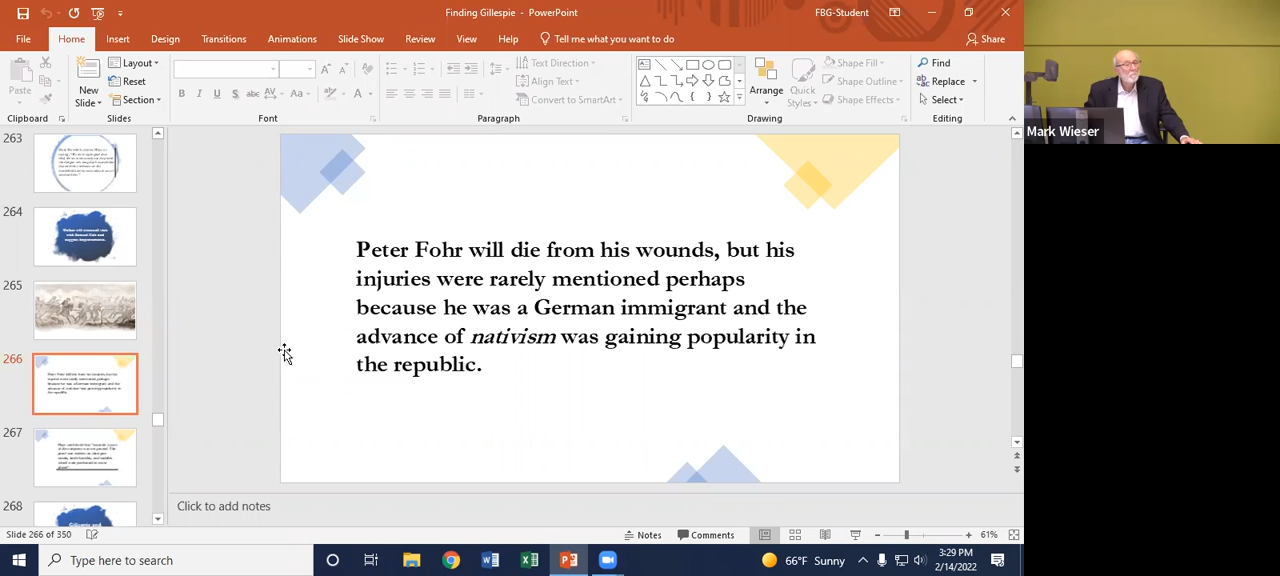 Finding Gillespie - PowerPoint
FBG-Student
File Home Insert Design Transitions Animations Slide Show Review View Help Tell me what you want to do Share
Paste
New
Slide
Layout
Reset
Section
B I U S abc AV Aa A
Text Direction
Align Text
Convert to SmartArt
Arrange
Quick
Styles
Shape Fill
Shape Outline
Shape Effects
Find
Replace
Select
Clipboard Slides Font Paragraph Drawing Editing
Mark Wieser
263
264
265
266
267
268
Peter Fohr will die from his wounds, but his
injuries were rarely mentioned perhaps
because he was a German immigrant and the
advance of nativism was gaining popularity in
the republic.
Click to add notes
Slide 266 of 350
Notes Comments 61%
Type here to search
66°F Sunny
3:29 PM
2/14/2022